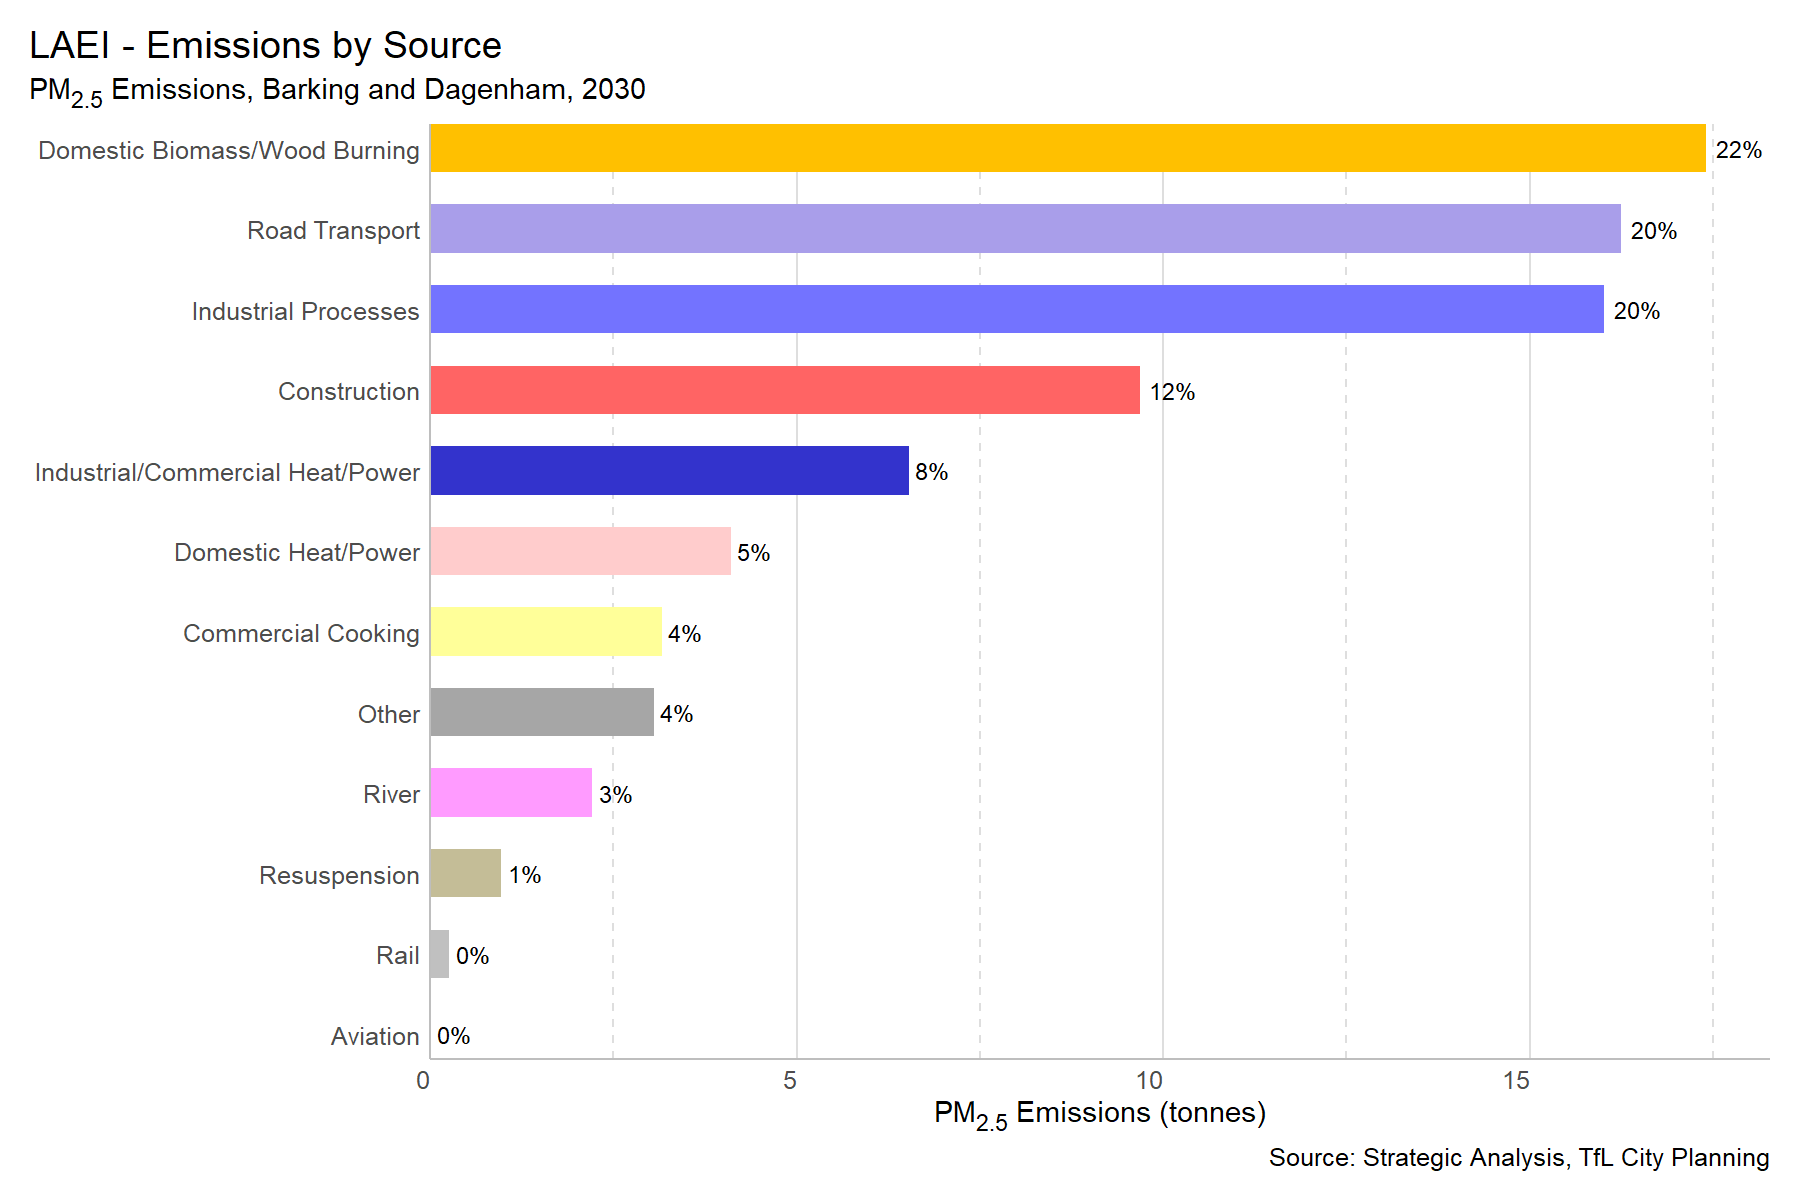 LAEI - Emissions by Source
PM2.5 Emissions, Barking and Dagenham, 2030
Domestic Biomass/Wood Burning 22%
Road Transport 20%
Industrial Processes 20%
Construction 12%
Industrial/Commercial Heat/Power 8%
Domestic Heat/Power 5%
Commercial Cooking 4%
Other 4%
River 3%
Resuspension 1%
Rail 0%
Aviation 0%
0 5 10 15
PM2.5 Emissions (tonnes)
Source: Strategic Analysis, TfL City Planning